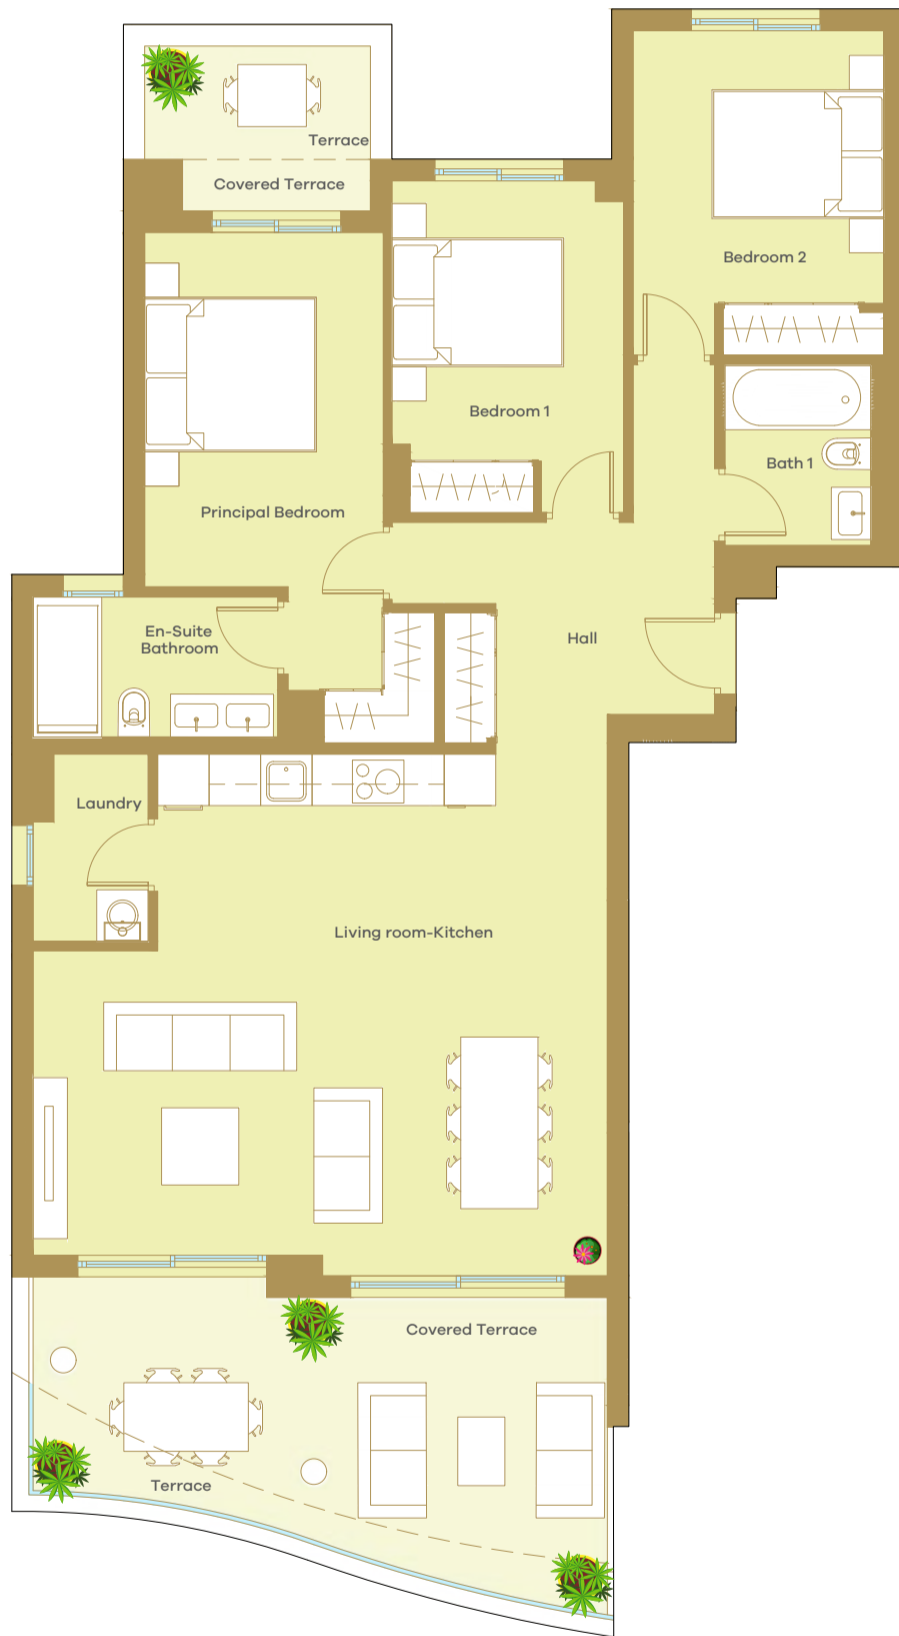 Terrace
Covered Terrace
Bedroom 2
Bedroom 1
Bath 1
Principal Bedroom
En-Suite
Bathroom
Hall
Laundry
Living room-Kitchen
Covered Terrace
Terrace